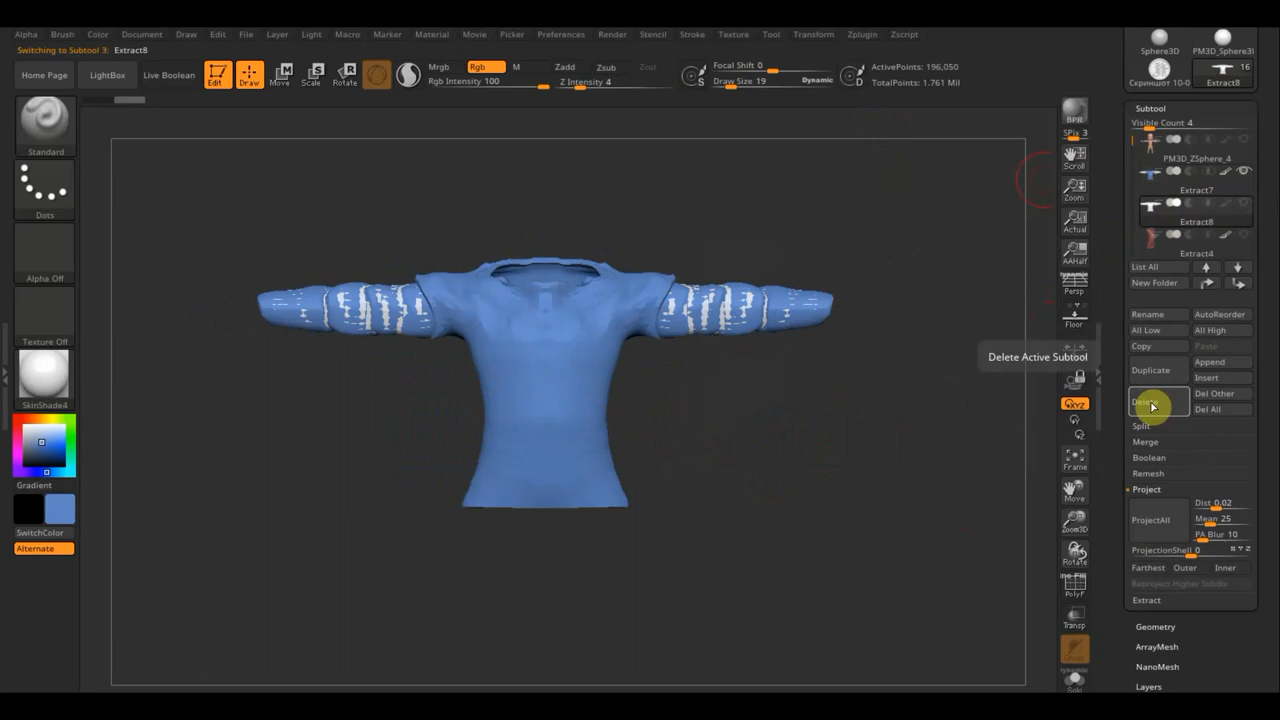 Alpha Brush Color Document Draw Edit File Layer Light Macro Marker Material Movie Picker Preferences Render Stencil Stroke Texture Tool Transform Zplugin Zscript
Switching to Subtool 3: Extract8
Home Page
LightBox
Live Boolean
Edit
Draw
Move
Scale
Rotate
Mrgb
Rgb
M
Rgb Intensity 100
Zadd
Zsub
Zcut
Z Intensity 4
S
Focal Shift 0
Draw Size 19
Dynamic
D
ActivePoints: 196,050
TotalPoints: 1.761 Mil
Sphere3D
PM3D_Sphere3I
Скриншот 10-0
16
Extract8
Standard
Dots
Alpha Off
Texture Off
SkinShade4
Gradient
SwitchColor
Alternate
BPR
SPix 3
Scroll
Zoom
Actual
AAHalf
Persp
Floor
XYZ
Y
Z
Frame
Move
Zoom3D
Rotate
PolyF
Transp
Solo
Delete Active Subtool
Subtool
Visible Count 4
PM3D_ZSphere_4
Extract7
Extract8
Extract4
List All
New Folder
Rename
AutoReorder
All Low
All High
Copy
Paste
Duplicate
Append
Insert
Delete
Del Other
Del All
Split
Merge
Boolean
Remesh
Project
ProjectAll
Dist 0.02
Mean 25
PA Blur 10
ProjectionShell 0
X Y Z
Farthest
Outer
Inner
Reproject Higher Subdiv
Extract
Geometry
ArrayMesh
NanoMesh
Layers